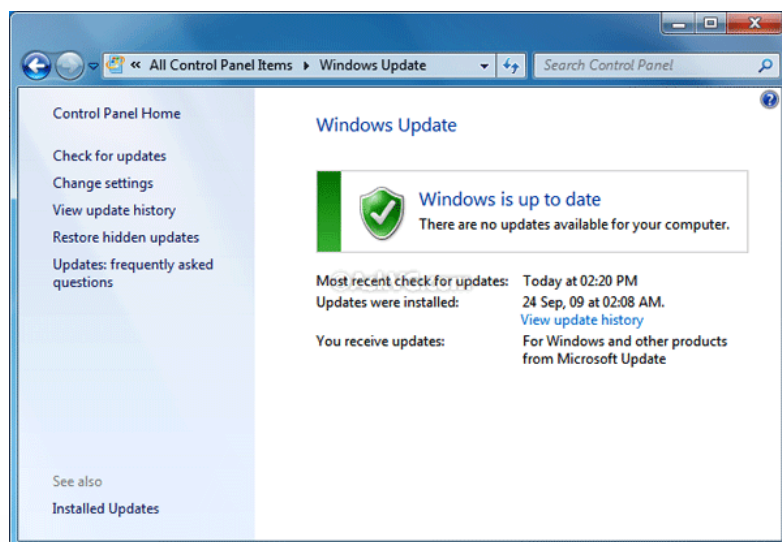 « All Control Panel Items ▸ Windows Update
Search Control Panel
Control Panel Home
Check for updates
Change settings
View update history
Restore hidden updates
Updates: frequently asked
questions
See also
Installed Updates
Windows Update
Windows is up to date
There are no updates available for your computer.
Most recent check for updates: Today at 02:20 PM
Updates were installed: 24 Sep, 09 at 02:08 AM.
View update history
You receive updates: For Windows and other products
from Microsoft Update